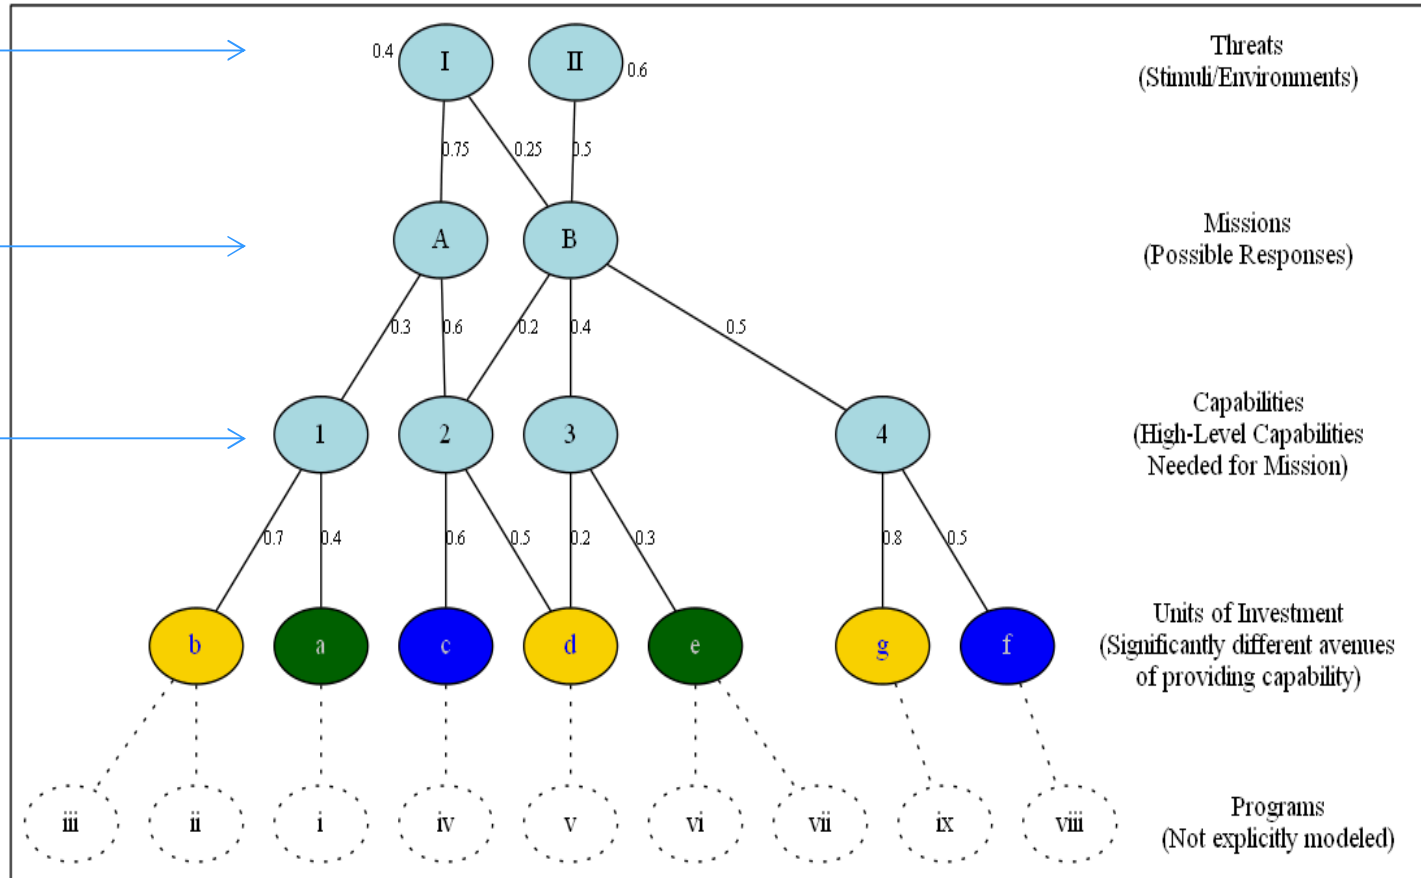 0.4
I
II
0.6
Threats
(Stimuli/Environments)
0.75
0.25
0.5
A
B
Missions
(Possible Responses)
0.3
0.6
0.2
0.4
0.5
1
2
3
4
Capabilities
(High-Level Capabilities
Needed for Mission)
0.7
0.4
0.6
0.5
0.2
0.3
0.8
0.5
b
a
c
d
e
g
f
Units of Investment
(Significantly different avenues
of providing capability)
iii
ii
i
iv
v
vi
vii
ix
viii
Programs
(Not explicitly modeled)